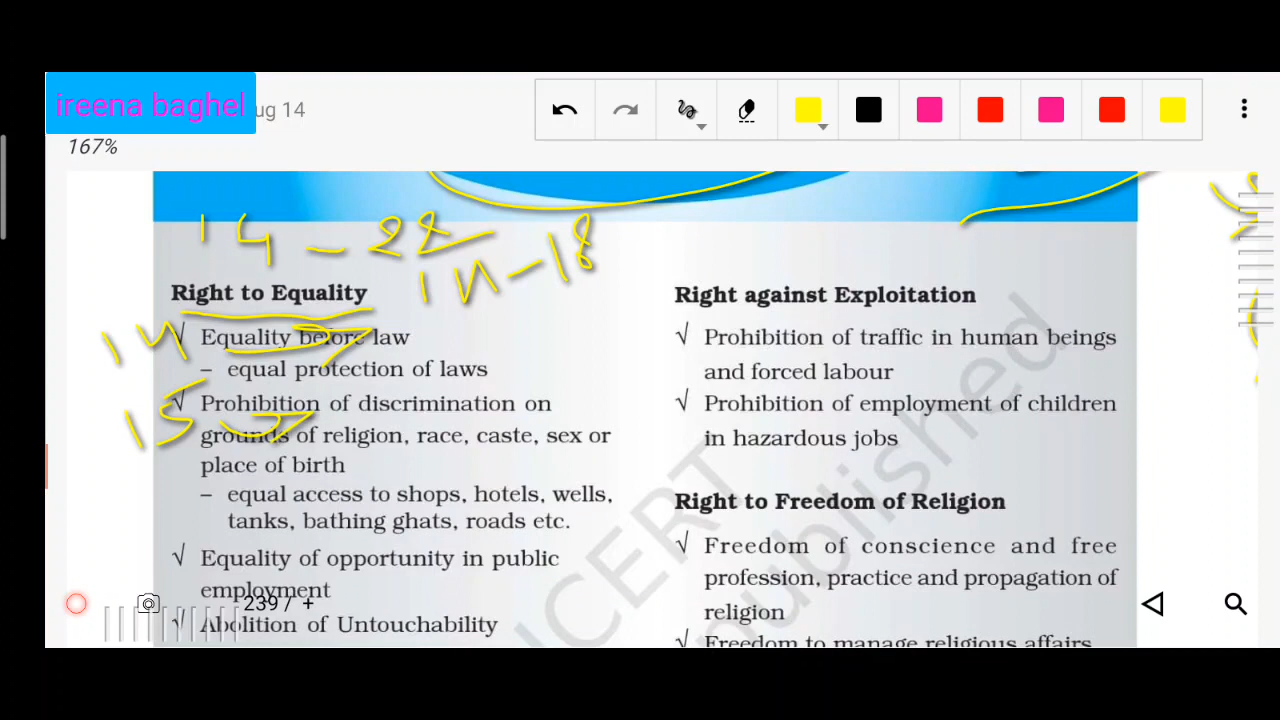 ireena baghel
ug 14
167%
14 - 22
14 - 18
Right to Equality
14
√ Equality before law
– equal protection of laws
15
√ Prohibition of discrimination on
grounds of religion, race, caste, sex or
place of birth
– equal access to shops, hotels, wells,
tanks, bathing ghats, roads etc.
√ Equality of opportunity in public
employment
√ Abolition of Untouchability
Right against Exploitation
√ Prohibition of traffic in human beings
and forced labour
√ Prohibition of employment of children
in hazardous jobs
Right to Freedom of Religion
√ Freedom of conscience and free
profession, practice and propagation of
religion
√ Freedom to manage religious affairs
NCERT
published
239 / +